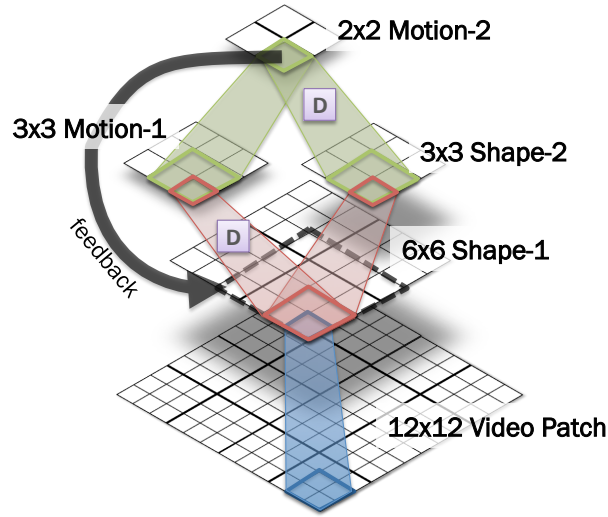 2x2 Motion-2
D
3x3 Motion-1
3x3 Shape-2
D
6x6 Shape-1
feedback
12x12 Video Patch